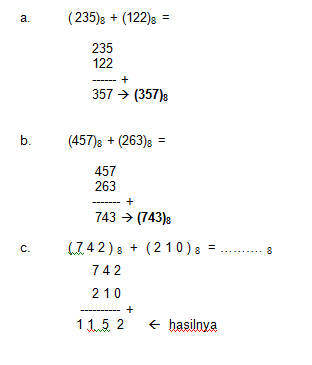 a. (235)₈ + (122)₈ =
235
122
------ +
357 → (357)₈
b. (457)₈ + (263)₈ =
457
263
------- +
743 → (743)₈
c. (7 4 2) ₈ + (2 1 0) ₈ = .......... ₈
7 4 2
2 1 0
---------- +
1 1 5 2 ← hasilnya